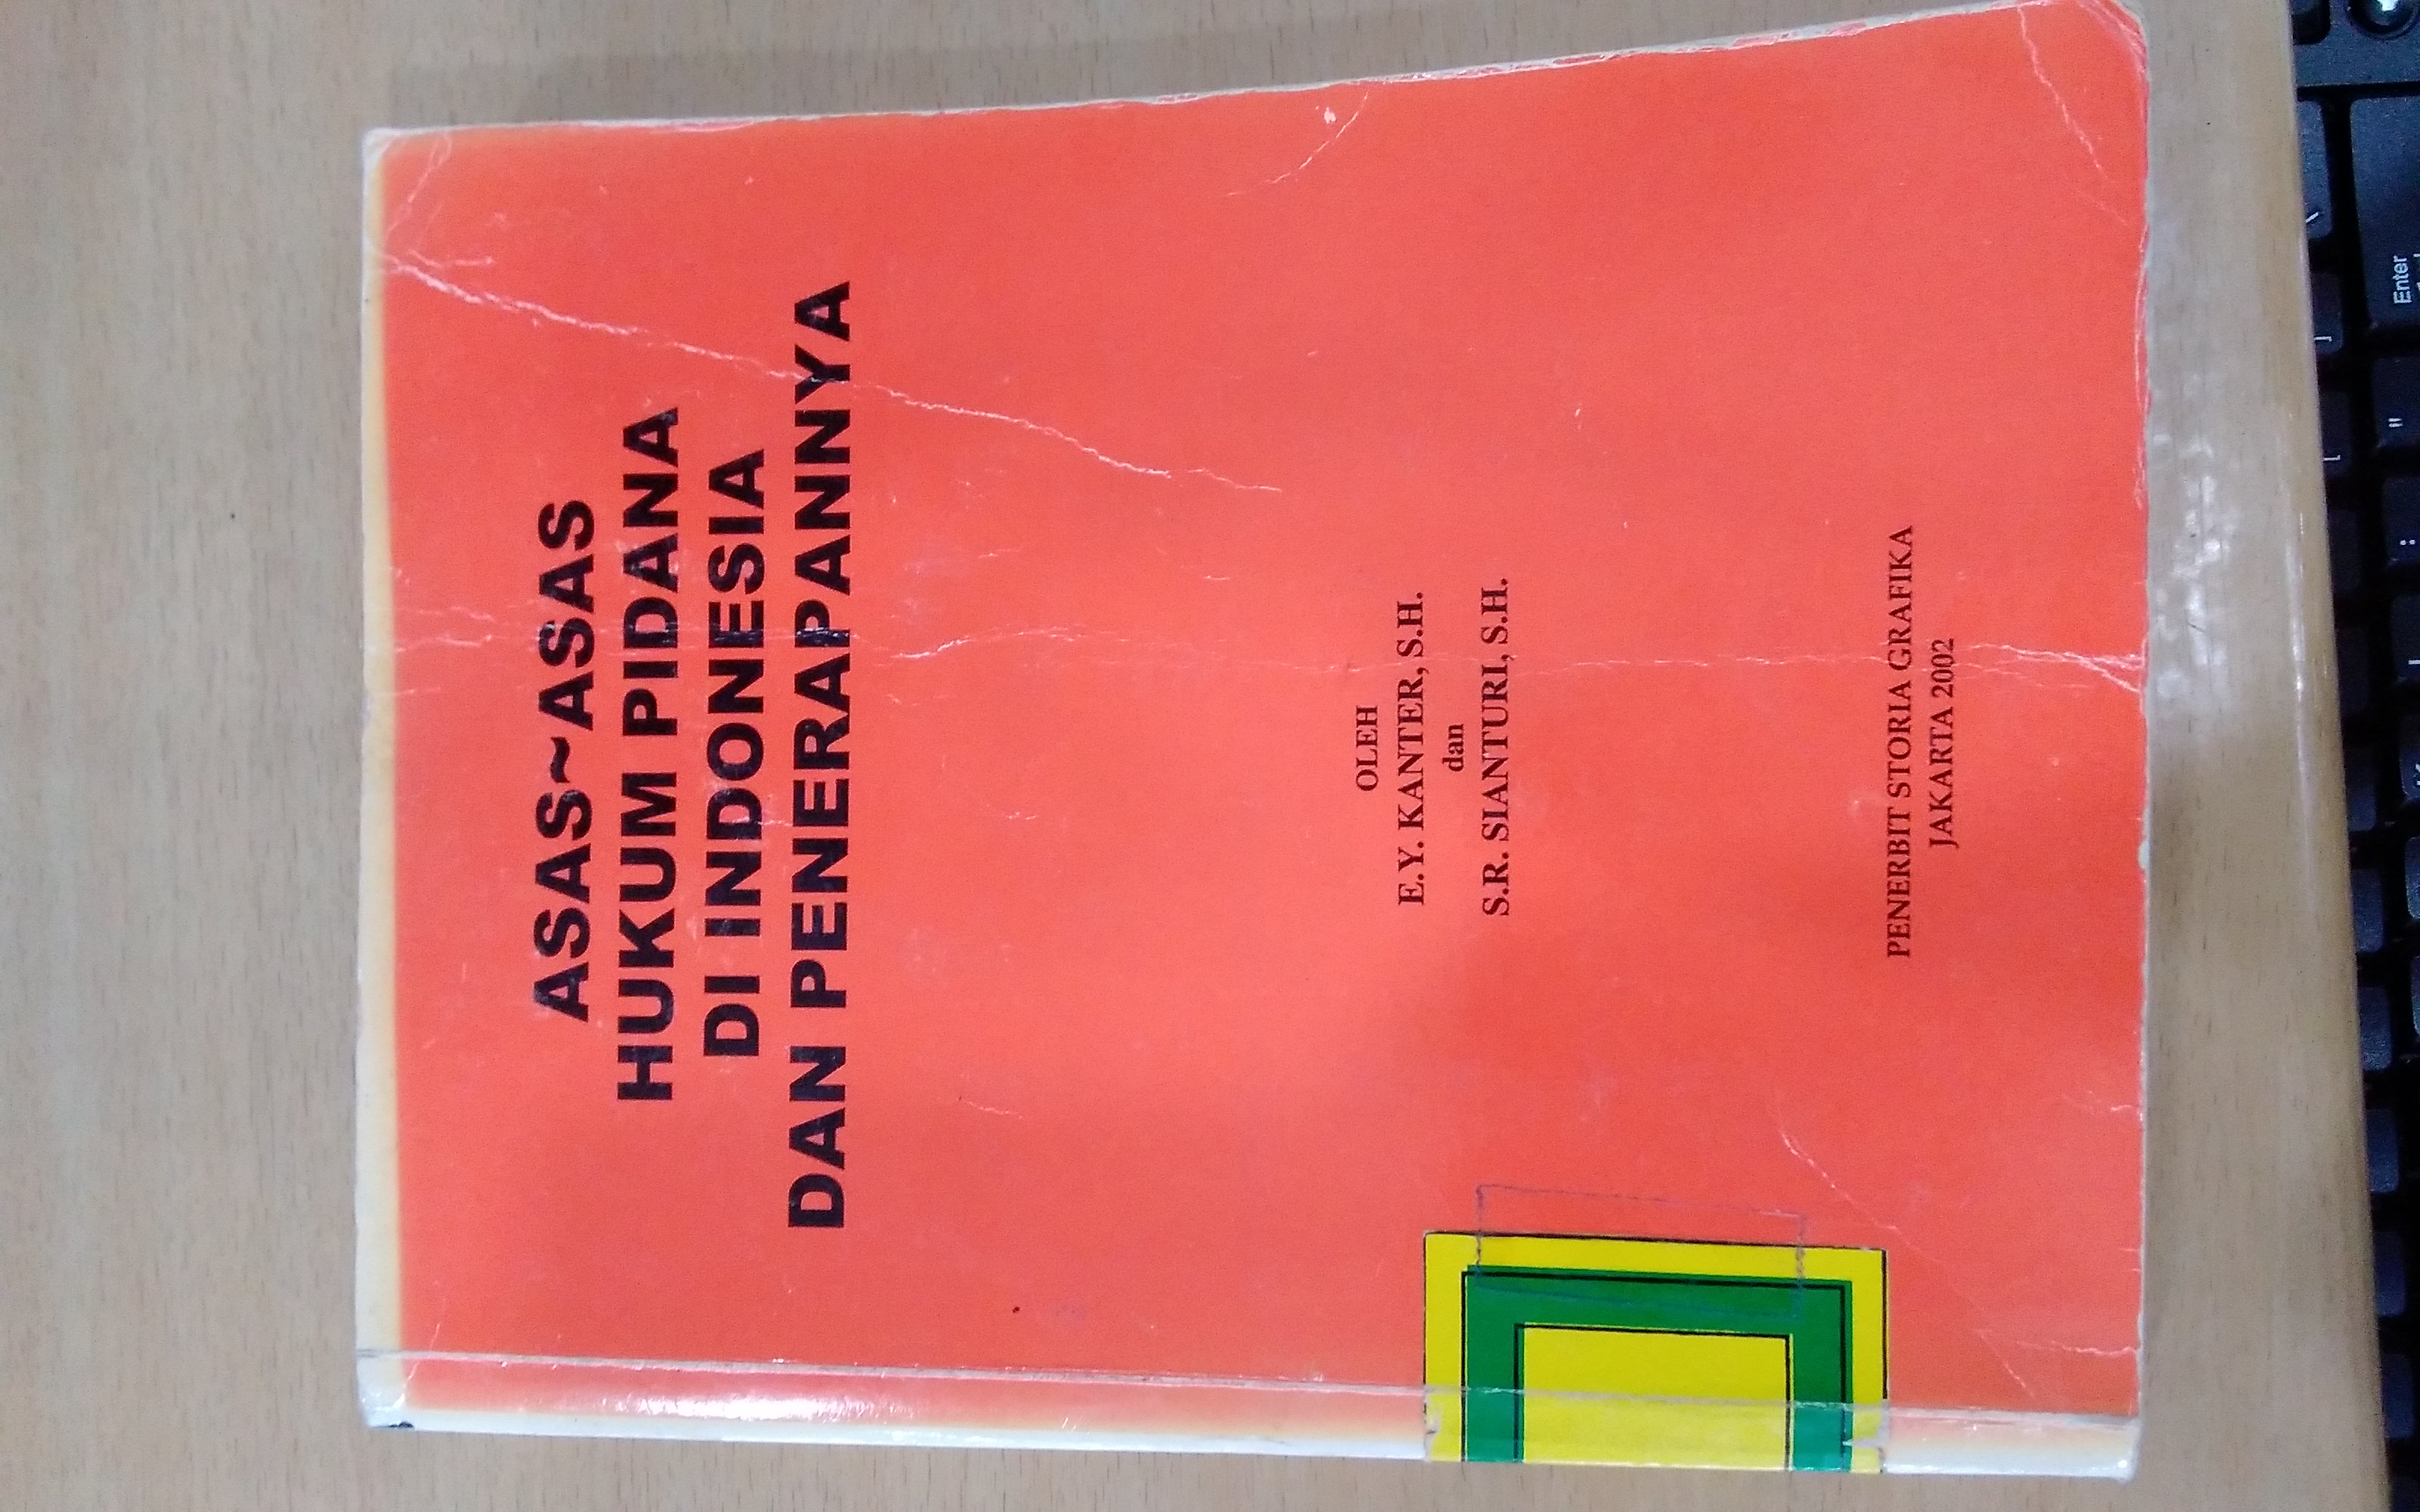 ASAS~ASAS
HUKUM PIDANA
DI INDONESIA
DAN PENERAPANNYA
OLEH
E.Y. KANTER, S.H.
dan
S.R. SIANTURI, S.H.
PENERBIT STORIA GRAFIKA
JAKARTA 2002
Enter